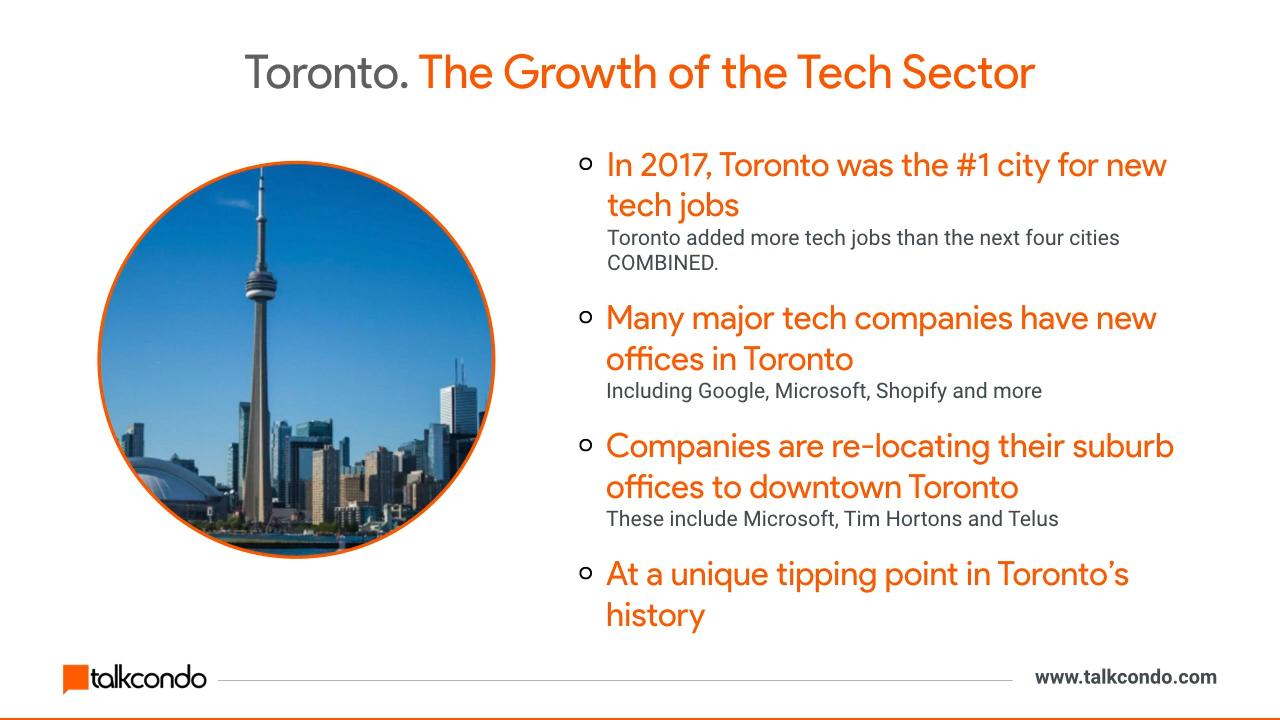 Toronto. The Growth of the Tech Sector
In 2017, Toronto was the #1 city for new
tech jobs
Toronto added more tech jobs than the next four cities
COMBINED.
Many major tech companies have new
offices in Toronto
Including Google, Microsoft, Shopify and more
Companies are re-locating their suburb
offices to downtown Toronto
These include Microsoft, Tim Hortons and Telus
At a unique tipping point in Toronto’s
history
talkcondo
www.talkcondo.com